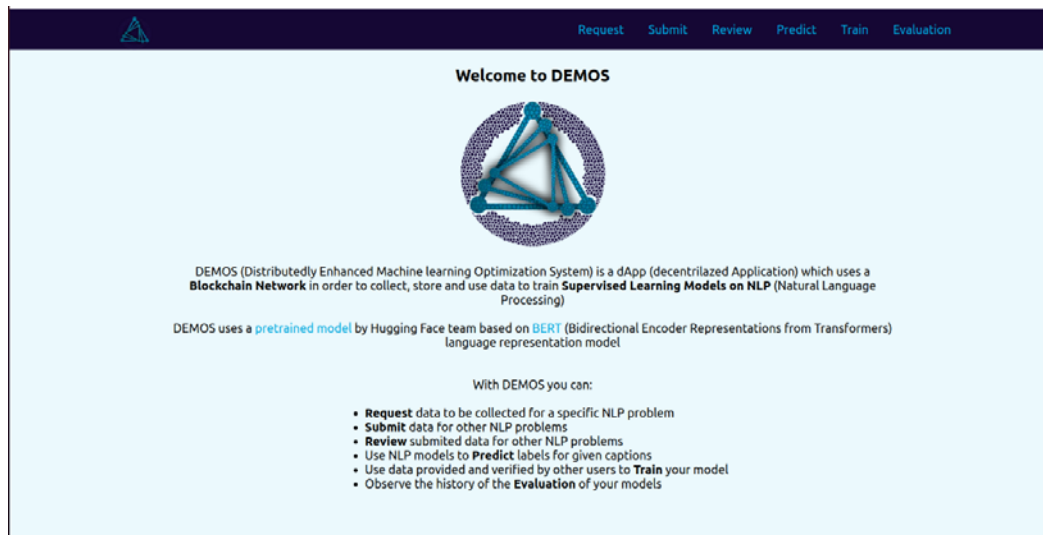 Request Submit Review Predict Train Evaluation
Welcome to DEMOS
DEMOS (Distributedly Enhanced Machine learning Optimization System) is a dApp (decentrilazed Application) which uses a
Blockchain Network in order to collect, store and use data to train Supervised Learning Models on NLP (Natural Language
Processing)
DEMOS uses a pretrained model by Hugging Face team based on BERT (Bidirectional Encoder Representations from Transformers)
language representation model
With DEMOS you can:
• Request data to be collected for a specific NLP problem
• Submit data for other NLP problems
• Review submited data for other NLP problems
• Use NLP models to Predict labels for given captions
• Use data provided and verified by other users to Train your model
• Observe the history of the Evaluation of your models